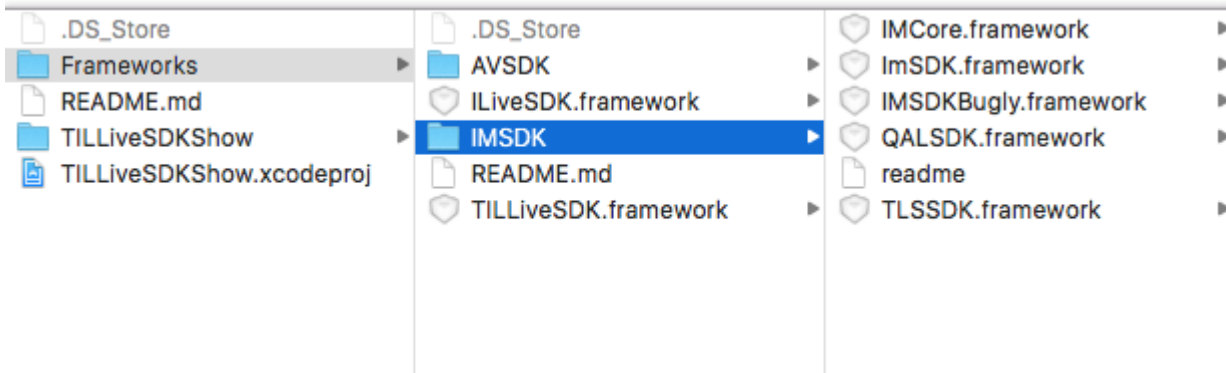 .DS_Store
Frameworks
README.md
TILLiveSDKShow
TILLiveSDKShow.xcodeproj
.DS_Store
AVSDK
ILiveSDK.framework
IMSDK
README.md
TILLiveSDK.framework
IMCore.framework
ImSDK.framework
IMSDKBugly.framework
QALSDK.framework
readme
TLSSDK.framework